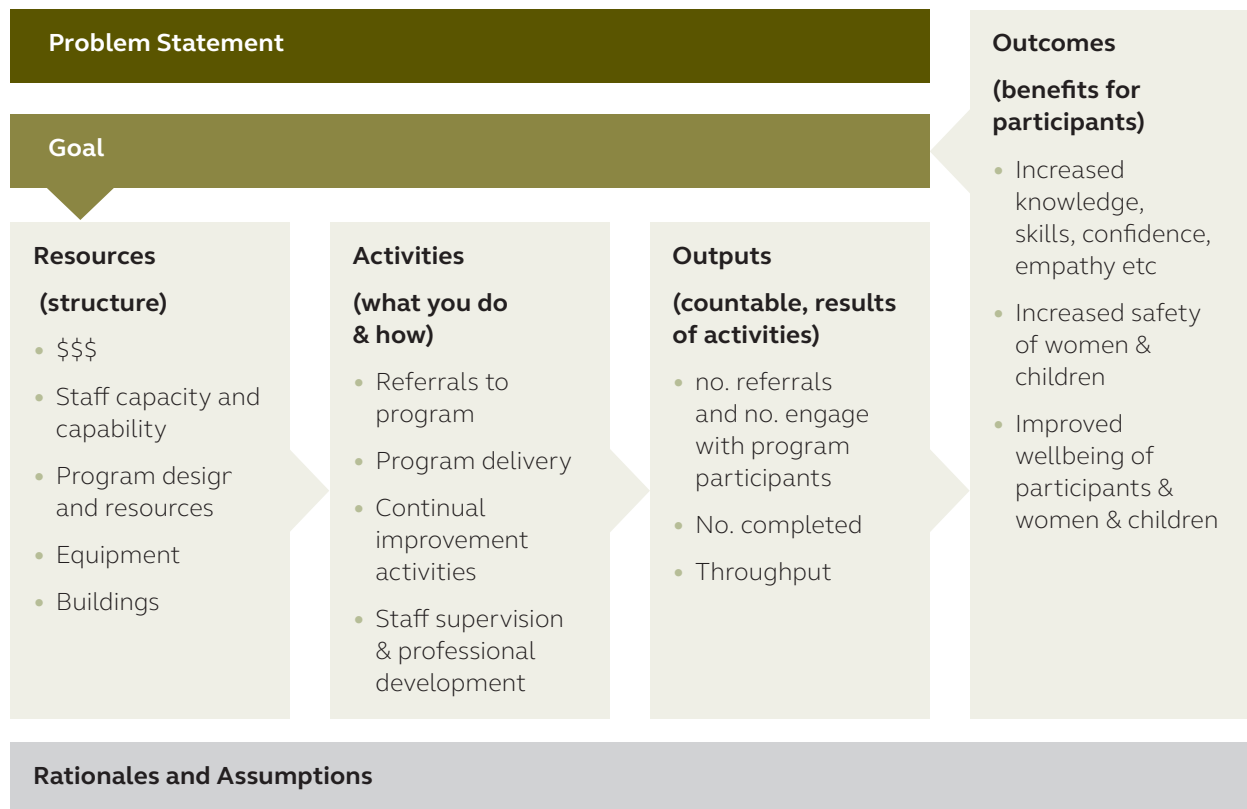 Problem Statement
Goal
Resources
(structure)
• $$$
• Staff capacity and
capability
• Program design
and resources
• Equipment
• Buildings
Activities
(what you do
& how)
• Referrals to
program
• Program delivery
• Continual
improvement
activities
• Staff supervision
& professional
development
Outputs
(countable, results
of activities)
• no. referrals
and no. engage
with program
participants
• No. completed
• Throughput
Outcomes
(benefits for
participants)
• Increased
knowledge,
skills, confidence,
empathy etc
• Increased safety
of women &
children
• Improved
wellbeing of
participants &
women & children
Rationales and Assumptions